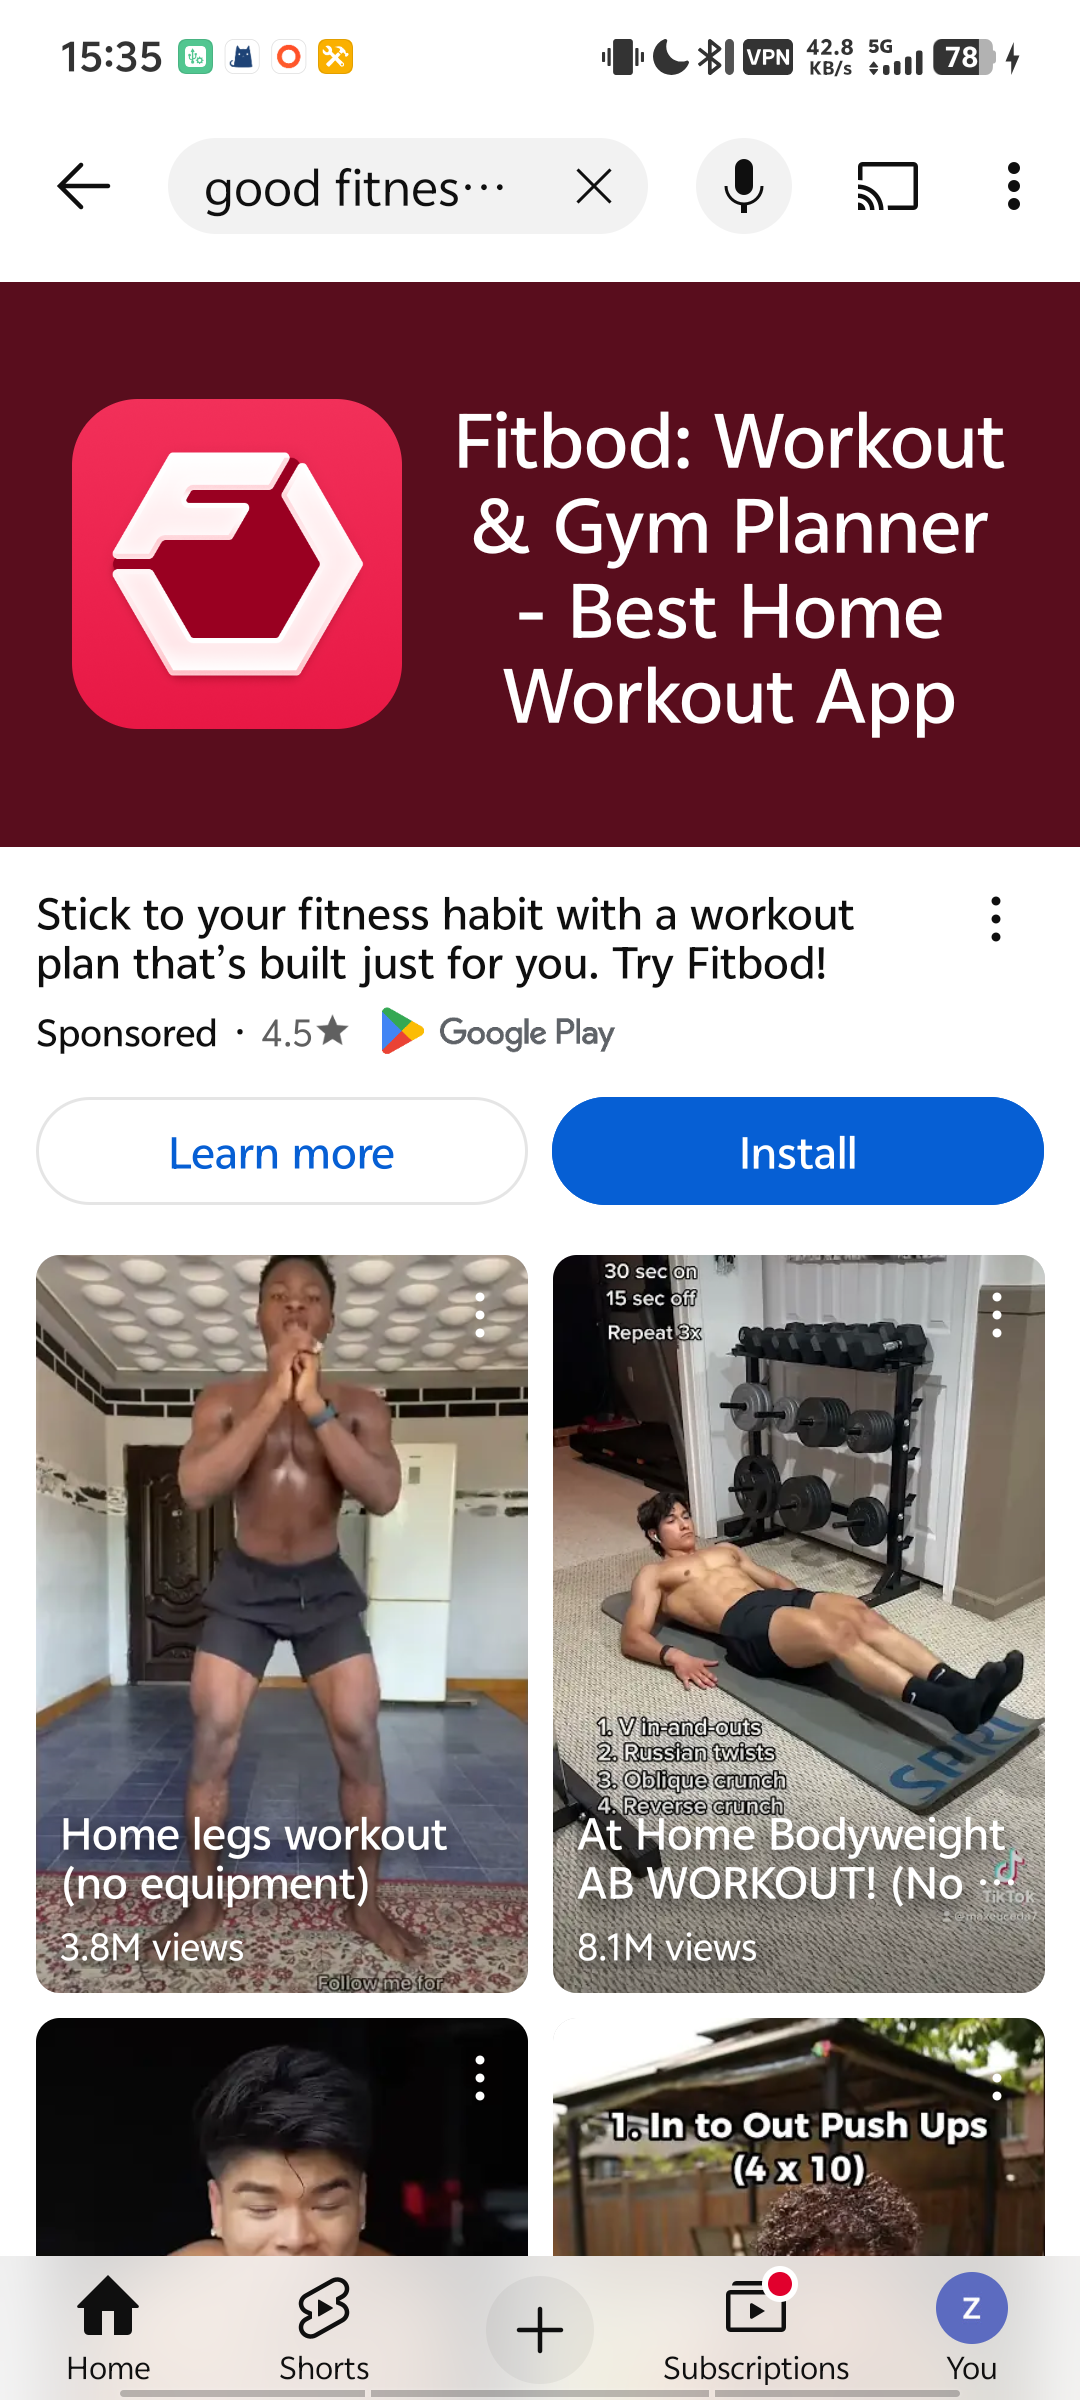 15:35
VPN
42.8
KB/s
5G
78
good fitnes…
Fitbod: Workout
& Gym Planner
- Best Home
Workout App
Stick to your fitness habit with a workout
plan that’s built just for you. Try Fitbod!
Sponsored · 4.5★ Google Play
Learn more
Install
Home legs workout
(no equipment)
3.8M views
Follow me for
30 sec on
15 sec off
Repeat 3x
SRRI
1. V in-and-outs
2. Russian twists
3. Oblique crunch
4. Reverse crunch
At Home Bodyweight
AB WORKOUT! (No …
TikTok
8.1M views
1. In to Out Push Ups
(4 x 10)
Home
Shorts
Subscriptions
Z
You